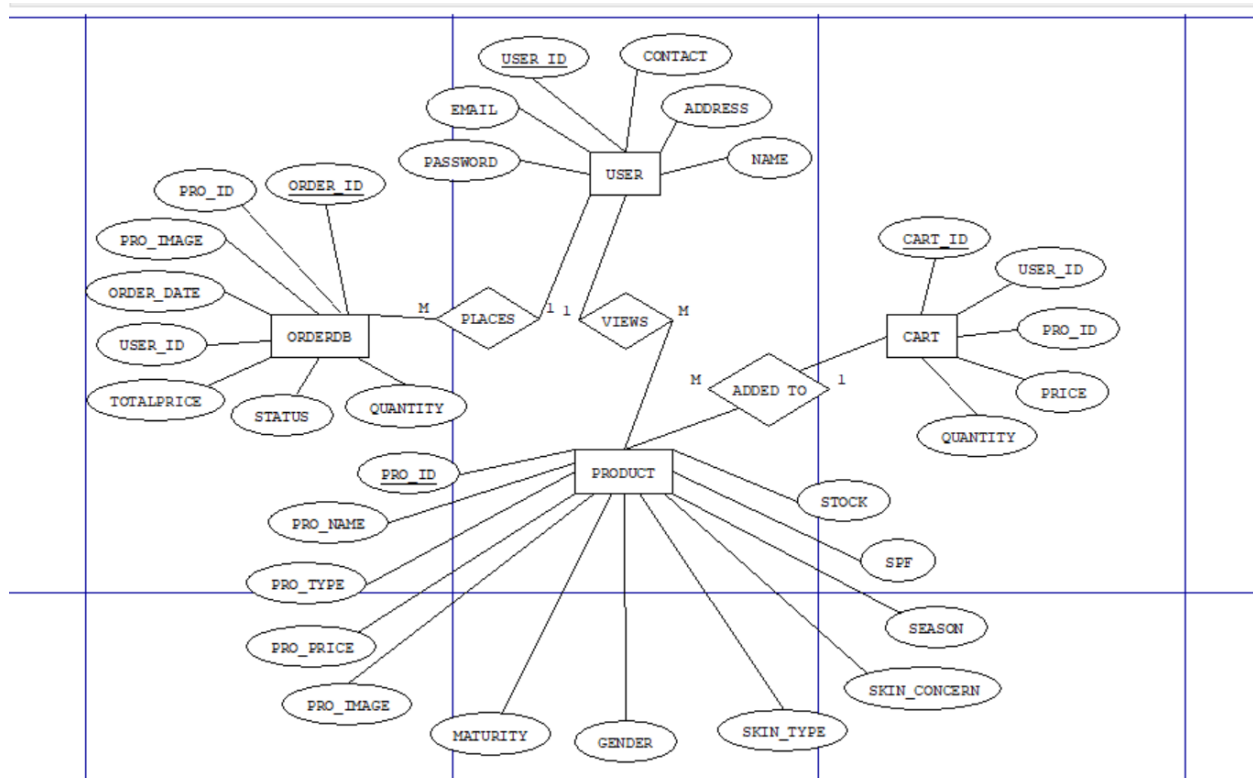 USER_ID
CONTACT
EMAIL
ADDRESS
PASSWORD
NAME
USER
PRO_ID
ORDER_ID
PRO_IMAGE
ORDER_DATE
USER_ID
TOTALPRICE
STATUS
QUANTITY
ORDERDB
M
PLACES
1
1
VIEWS
M
CART_ID
USER_ID
PRO_ID
PRICE
QUANTITY
CART
M
ADDED TO
1
PRO_ID
PRODUCT
STOCK
PRO_NAME
SPF
PRO_TYPE
SEASON
PRO_PRICE
SKIN_CONCERN
PRO_IMAGE
MATURITY
GENDER
SKIN_TYPE